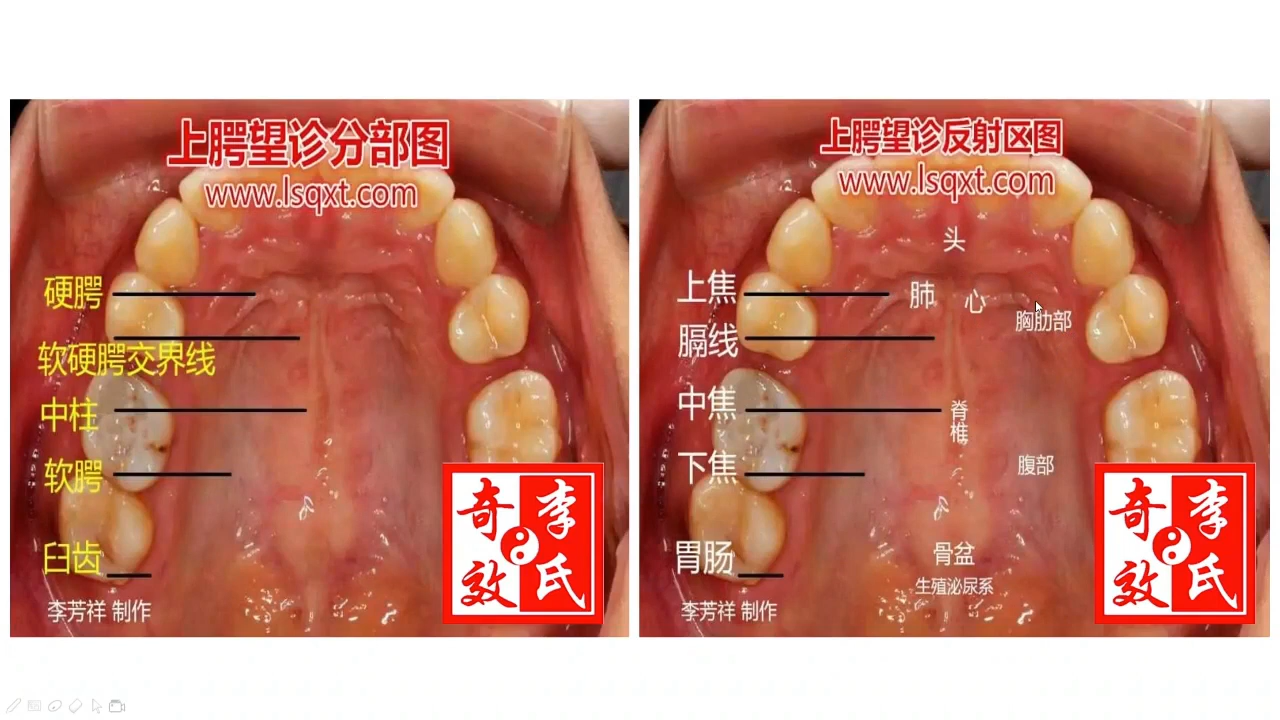 上腭望诊分部图
www.lsqxt.com
硬腭
软硬腭交界线
中柱
软腭
臼齿
李芳祥 制作
奇效
李氏
上腭望诊反射区图
www.lsqxt.com
头
上焦
肺
心
胸肋部
膈线
中焦
脊椎
下焦
腹部
胃肠
骨盆
生殖泌尿系
李芳祥 制作
奇效
李氏